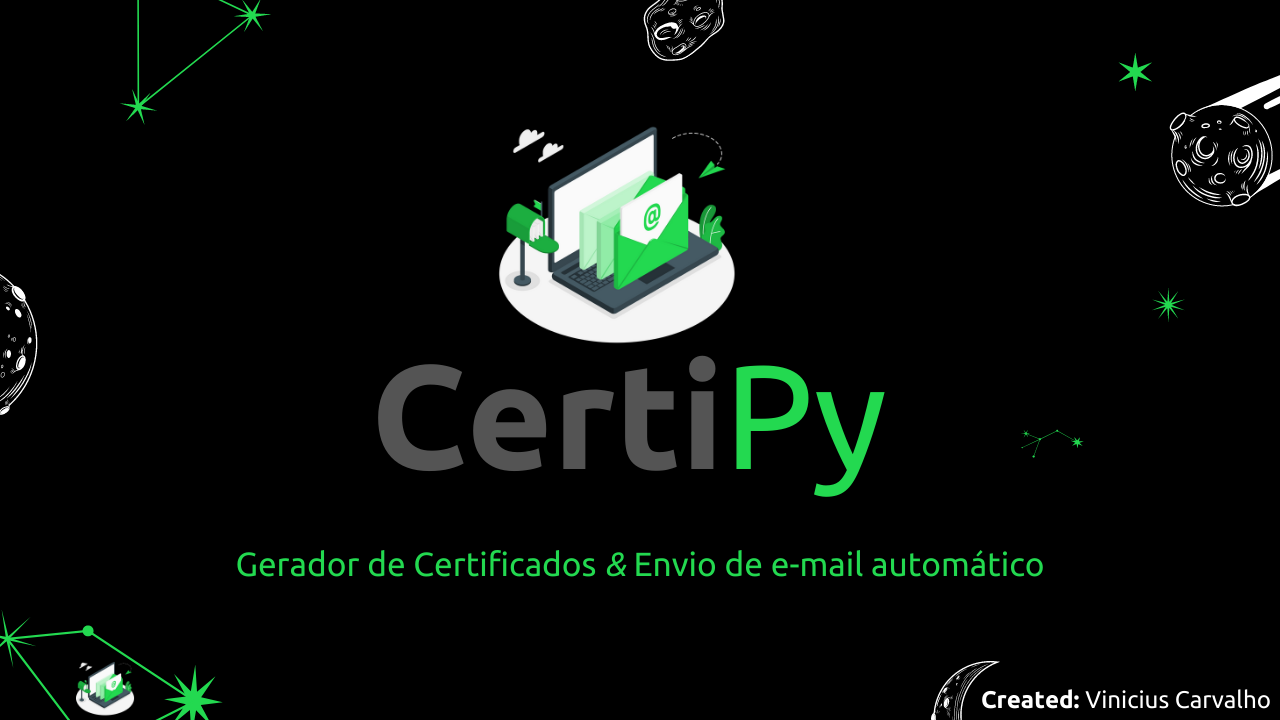 @
CertiPy
Gerador de Certificados & Envio de e-mail automático
Created: Vinicius Carvalho